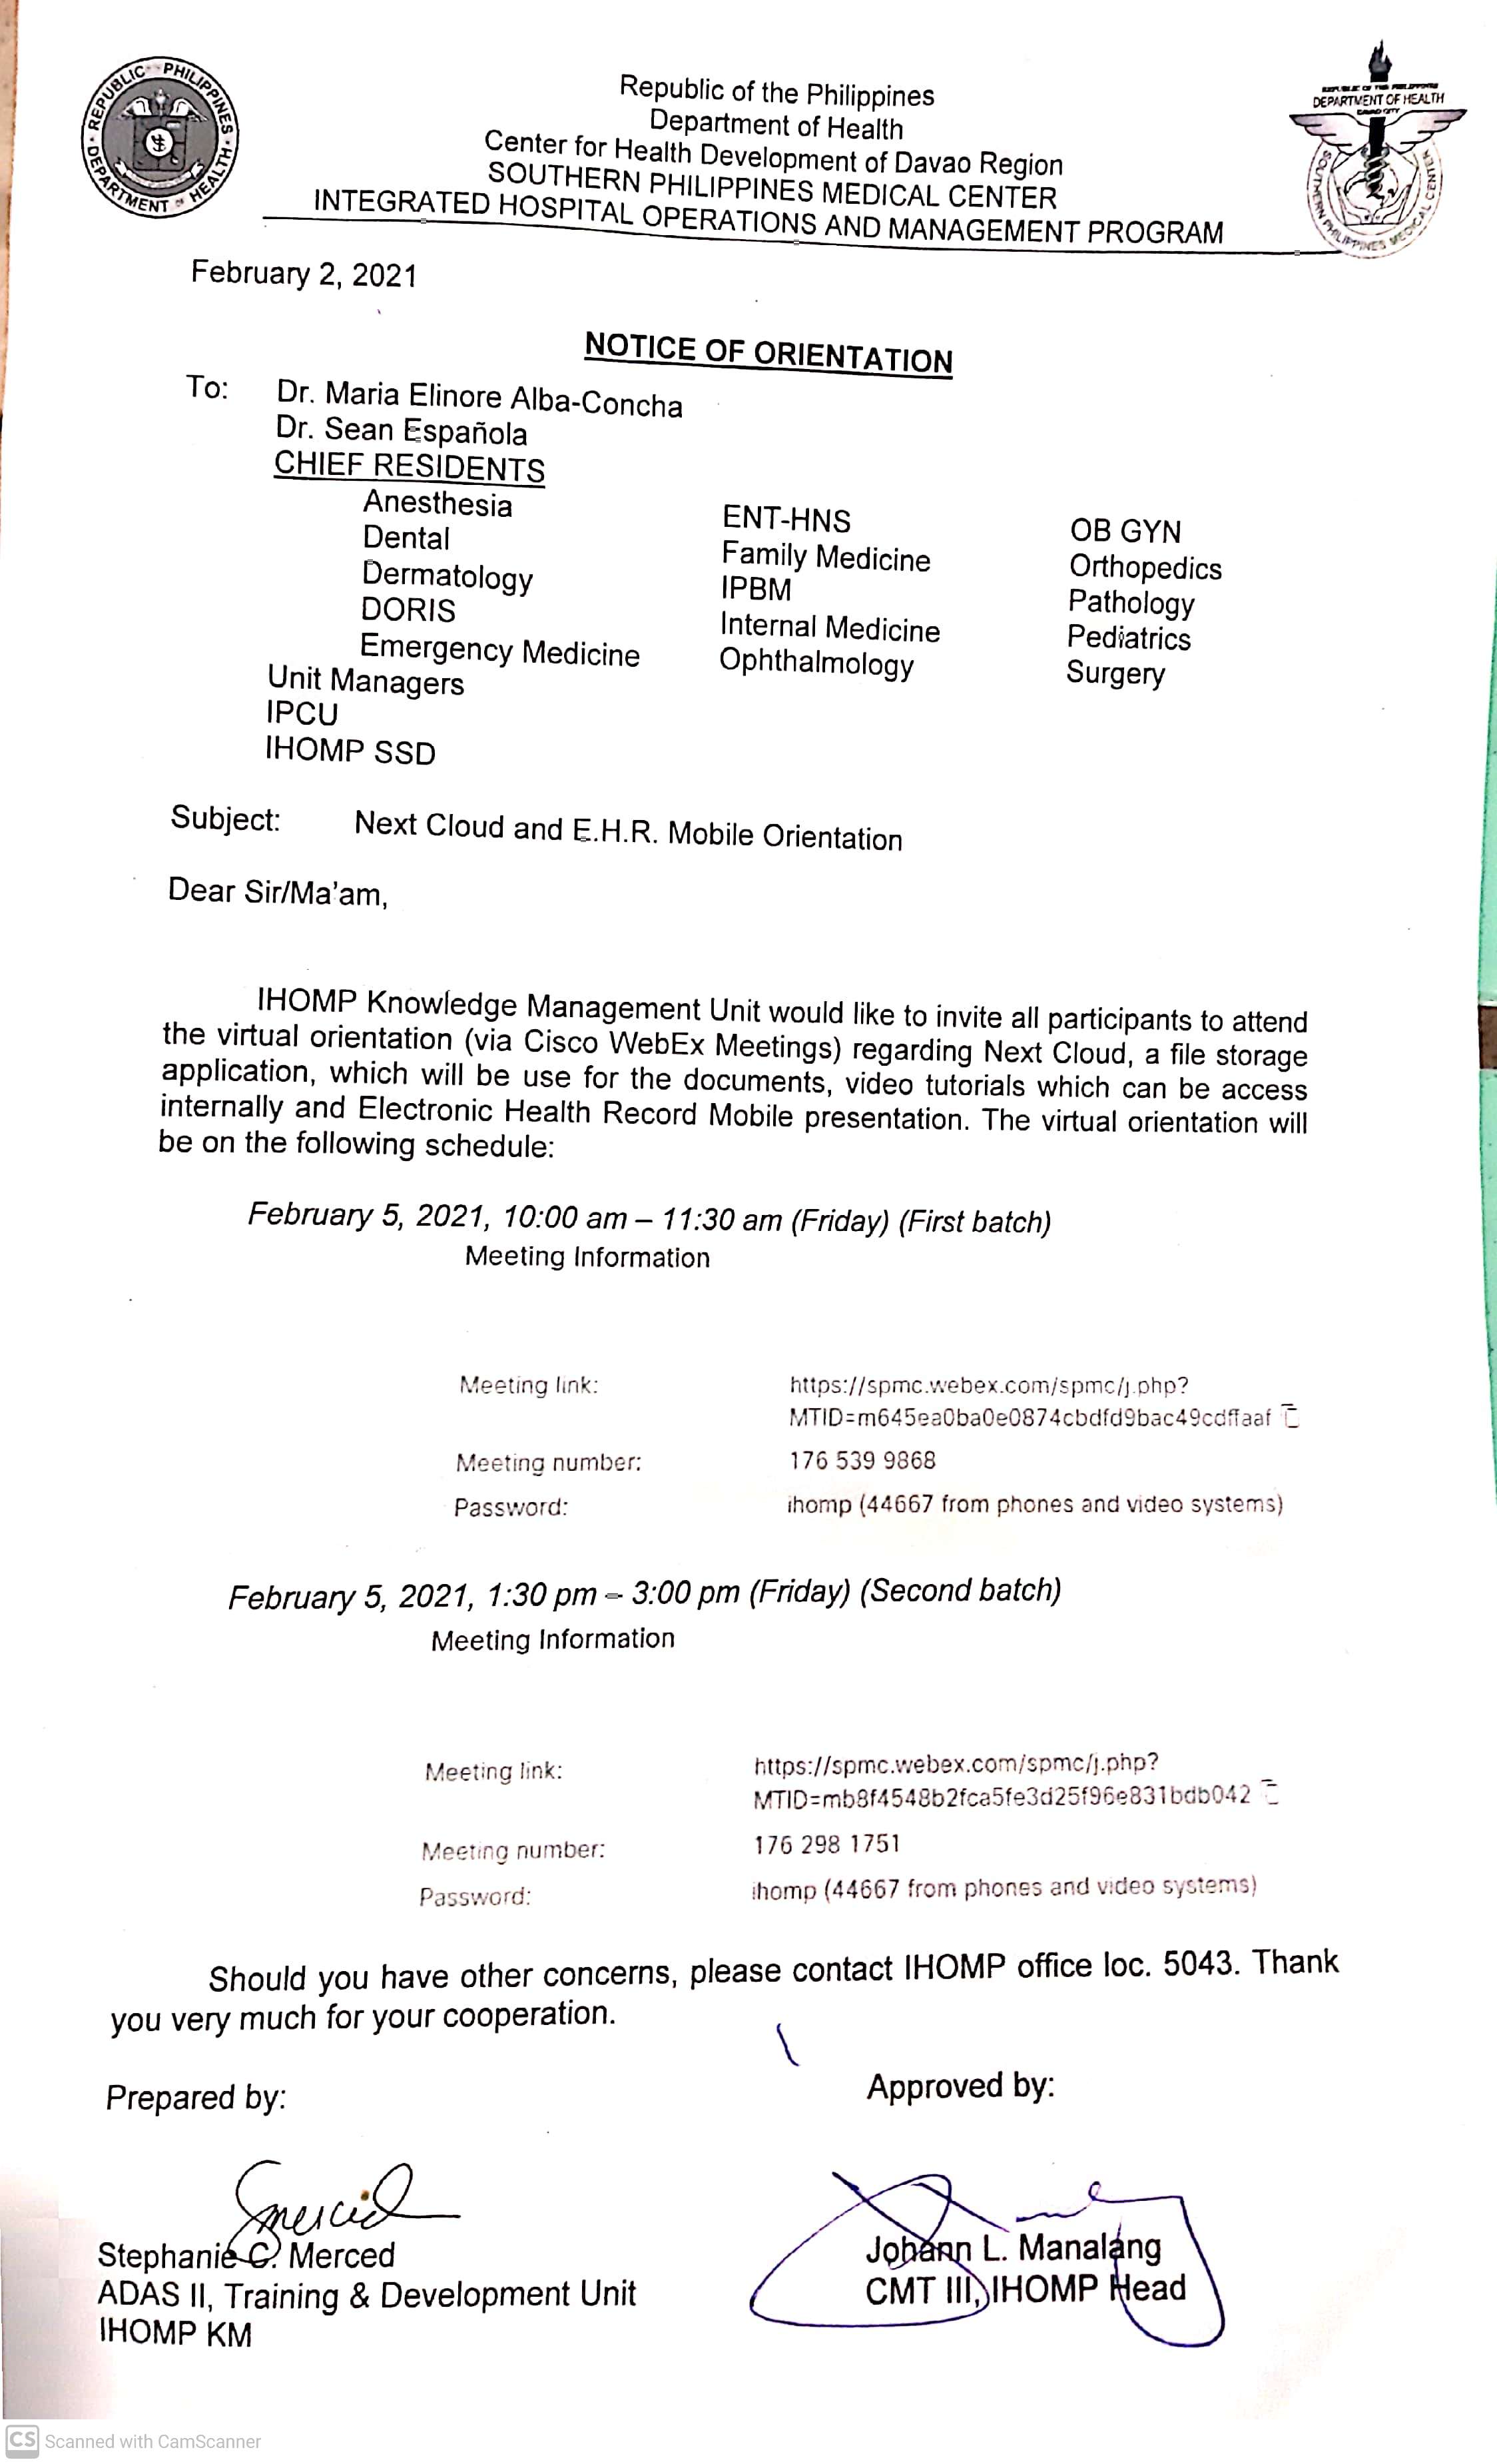 REPUBLIC PHILIPPINES
DEPARTMENT OF HEALTH
REPUBLIC OF THE PHILIPPINES
DEPARTMENT OF HEALTH
DAVAO CITY
SOUTHERN PHILIPPINES MEDICAL CENTER
Republic of the Philippines
Department of Health
Center for Health Development of Davao Region
SOUTHERN PHILIPPINES MEDICAL CENTER
INTEGRATED HOSPITAL OPERATIONS AND MANAGEMENT PROGRAM
February 2, 2021
NOTICE OF ORIENTATION
To: Dr. Maria Elinore Alba-Concha
Dr. Sean Española
CHIEF RESIDENTS
Anesthesia ENT-HNS OB GYN
Dental Family Medicine Orthopedics
Dermatology IPBM Pathology
DORIS Internal Medicine Pediatrics
Emergency Medicine Ophthalmology Surgery
Unit Managers
IPCU
IHOMP SSD
Subject: Next Cloud and E.H.R. Mobile Orientation
Dear Sir/Ma'am,
IHOMP Knowledge Management Unit would like to invite all participants to attend
the virtual orientation (via Cisco WebEx Meetings) regarding Next Cloud, a file storage
application, which will be use for the documents, video tutorials which can be access
internally and Electronic Health Record Mobile presentation. The virtual orientation will
be on the following schedule:
February 5, 2021, 10:00 am – 11:30 am (Friday) (First batch)
Meeting Information
Meeting link: https://spmc.webex.com/spmc/j.php?
MTID=m645ea0ba0e0874cbdfd9bac49cdffaaf
Meeting number: 176 539 9868
Password: ihomp (44667 from phones and video systems)
February 5, 2021, 1:30 pm – 3:00 pm (Friday) (Second batch)
Meeting Information
Meeting link: https://spmc.webex.com/spmc/j.php?
MTID=mb8f4548b2fca5fe3d25f96e831bdb042
Meeting number: 176 298 1751
Password: ihomp (44667 from phones and video systems)
Should you have other concerns, please contact IHOMP office loc. 5043. Thank
you very much for your cooperation.
Prepared by: Approved by:
Smerced
Stephanie C. Merced Johann L. Manalang
ADAS II, Training & Development Unit CMT III, IHOMP Head
IHOMP KM
CS Scanned with CamScanner